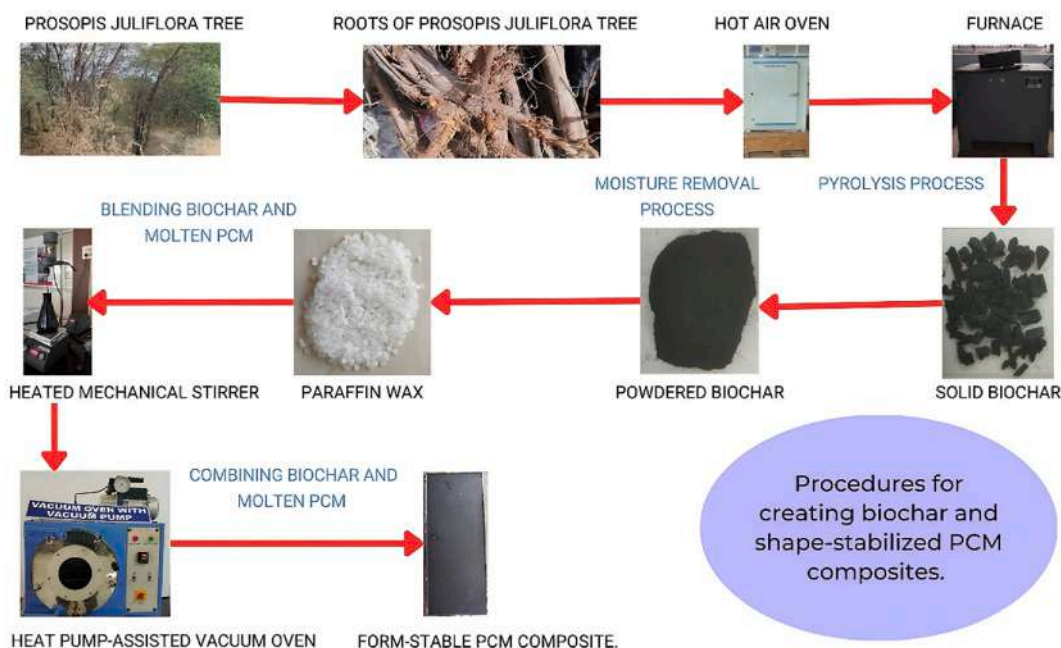 PROSOPIS JULIFLORA TREE
ROOTS OF PROSOPIS JULIFLORA TREE
HOT AIR OVEN
FURNACE
MOISTURE REMOVAL
PROCESS
PYROLYSIS PROCESS
BLENDING BIOCHAR AND
MOLTEN PCM
HEATED MECHANICAL STIRRER
PARAFFIN WAX
POWDERED BIOCHAR
SOLID BIOCHAR
COMBINING BIOCHAR AND
MOLTEN PCM
VACUUM OVEN WITH
VACUUM PUMP
HEAT PUMP-ASSISTED VACUUM OVEN
FORM-STABLE PCM COMPOSITE.
Procedures for
creating biochar and
shape-stabilized PCM
composites.